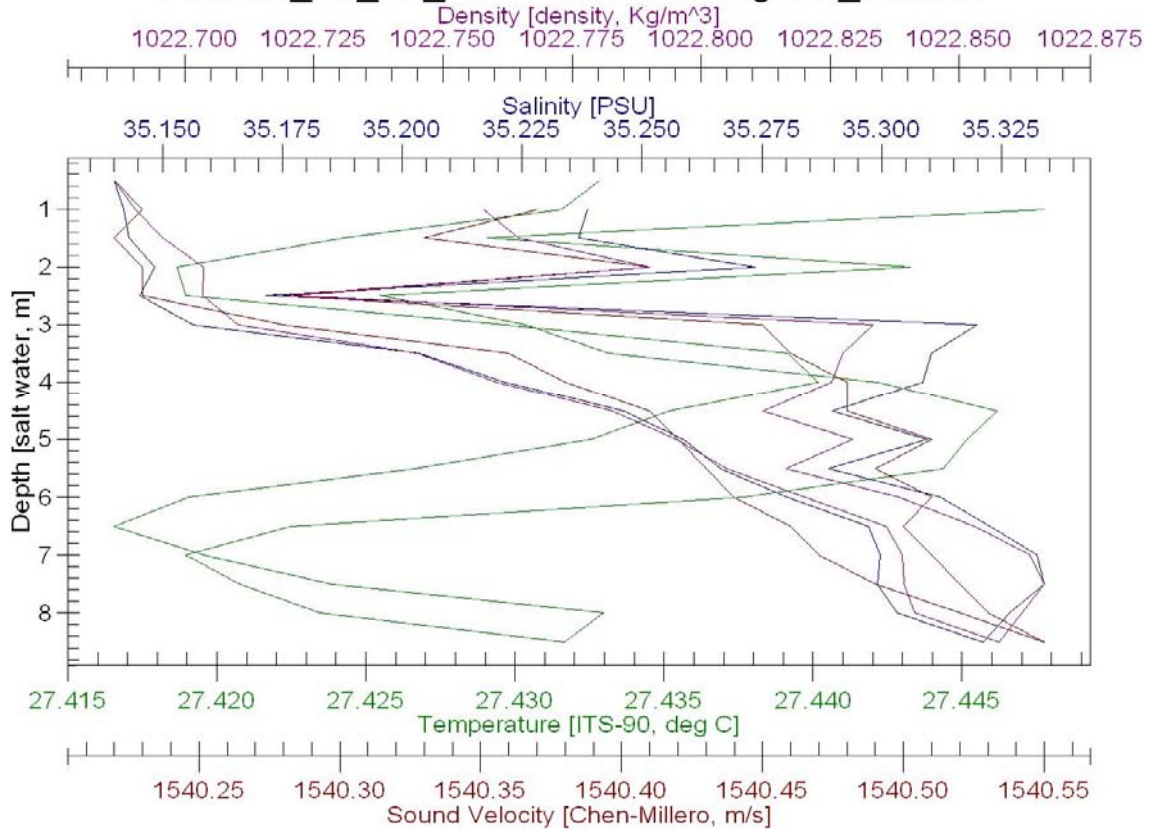 Density [density, Kg/m^3]
1022.700 1022.725 1022.750 1022.775 1022.800 1022.825 1022.850 1022.875
Salinity [PSU]
35.150 35.175 35.200 35.225 35.250 35.275 35.300 35.325
1
2
3
4
5
6
7
8
Depth [salt water, m]
27.415 27.420 27.425 27.430 27.435 27.440 27.445
Temperature [ITS-90, deg C]
1540.25 1540.30 1540.35 1540.40 1540.45 1540.50 1540.55
Sound Velocity [Chen-Millero, m/s]